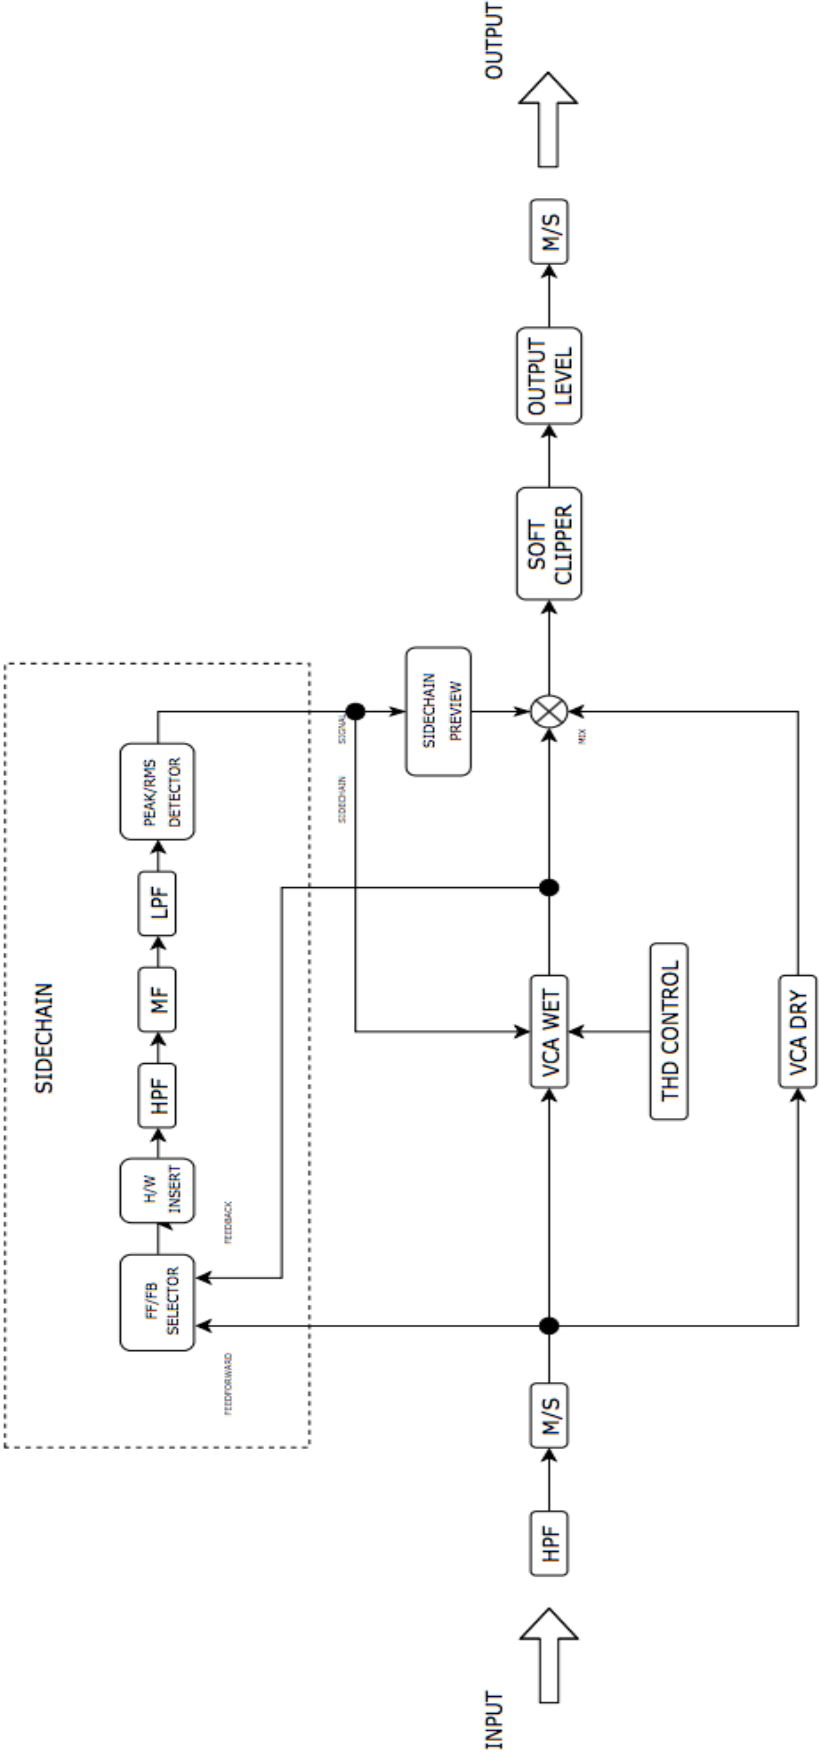 SIDECHAIN
FF/FB
SELECTOR
H/W
INSERT
HPF
MF
LPF
PEAK/RMS
DETECTOR
FEEDFORWARD
FEEDBACK
SIDECHAIN
SIGNAL
SIDECHAIN
PREVIEW
INPUT
HPF
M/S
VCA WET
MIX
SOFT
CLIPPER
OUTPUT
LEVEL
M/S
OUTPUT
THD CONTROL
VCA DRY